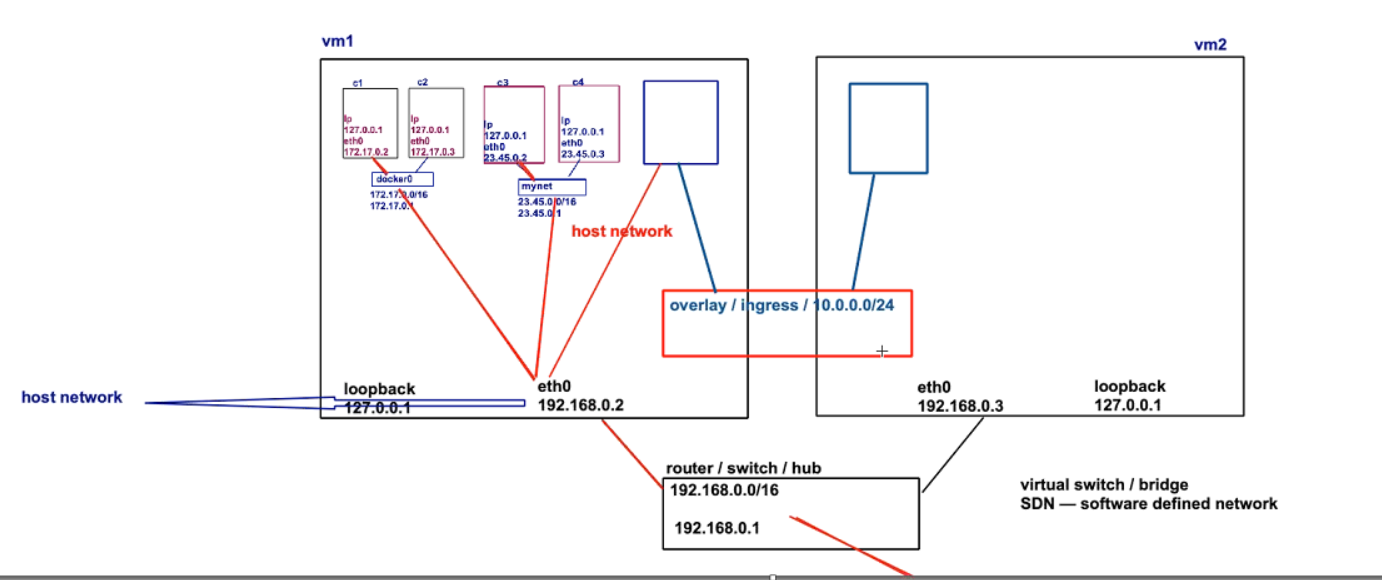 vm1
vm2
c1
c2
c3
c4
lp
127.0.0.1
eth0
172.17.0.2
lp
127.0.0.1
eth0
172.17.0.3
lp
127.0.0.1
eth0
23.45.0.2
lp
127.0.0.1
eth0
23.45.0.3
docker0
172.17.0.0/16
172.17.0.1
mynet
23.45.0.0/16
23.45.0.1
host network
overlay / ingress / 10.0.0.0/24
loopback
127.0.0.1
eth0
192.168.0.2
eth0
192.168.0.3
loopback
127.0.0.1
host network
router / switch / hub
192.168.0.0/16
192.168.0.1
virtual switch / bridge
SDN — software defined network